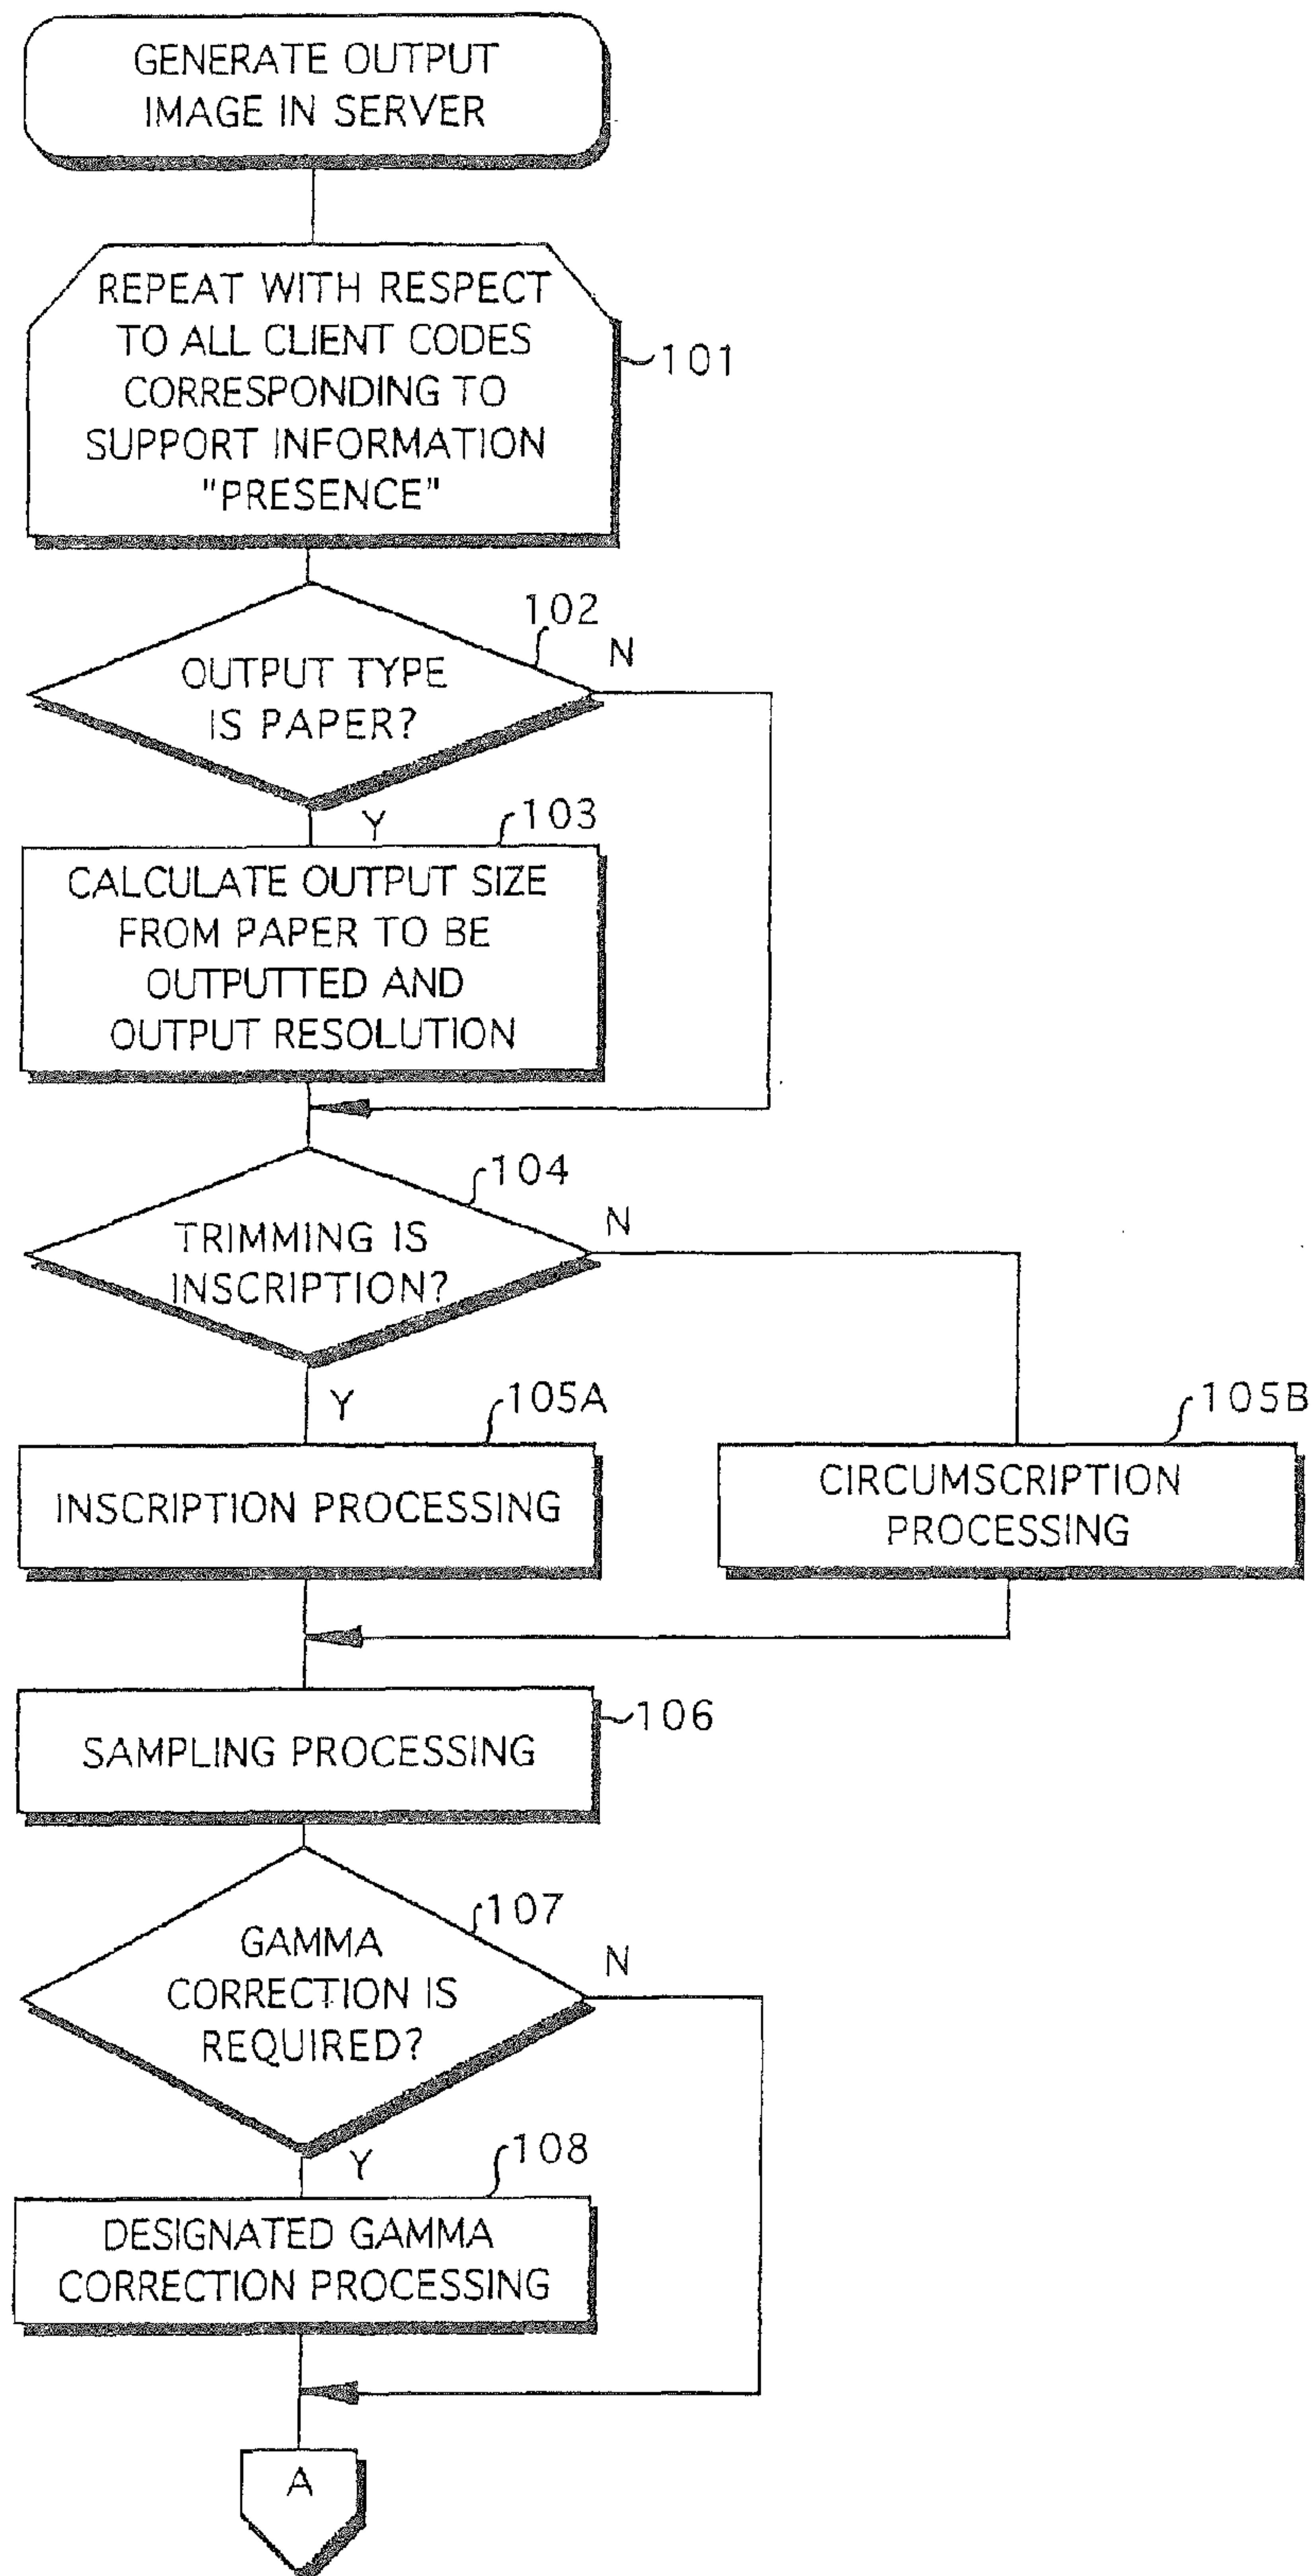 GENERATE OUTPUT
IMAGE IN SERVER
REPEAT WITH RESPECT
TO ALL CLIENT CODES
CORRESPONDING TO
SUPPORT INFORMATION
"PRESENCE"
101
102
N
OUTPUT TYPE
IS PAPER?
Y
103
CALCULATE OUTPUT SIZE
FROM PAPER TO BE
OUTPUTTED AND
OUTPUT RESOLUTION
104
N
TRIMMING IS
INSCRIPTION?
Y
105A
105B
INSCRIPTION PROCESSING
CIRCUMSCRIPTION
PROCESSING
106
SAMPLING PROCESSING
107
N
GAMMA
CORRECTION IS
REQUIRED?
Y
108
DESIGNATED GAMMA
CORRECTION PROCESSING
A